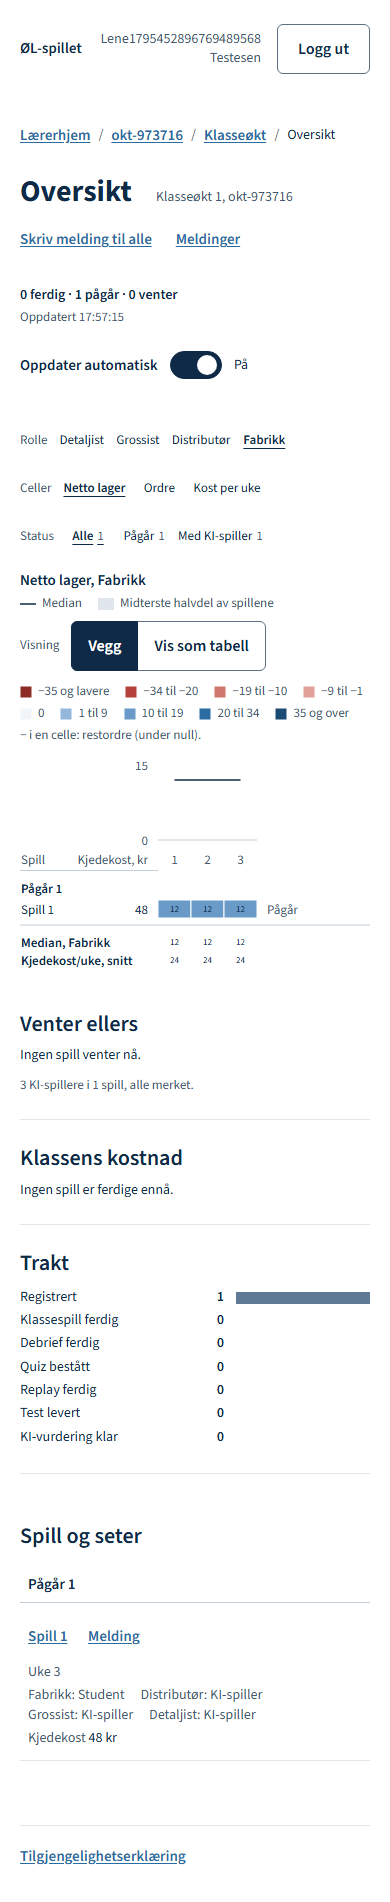 ØL-spillet
Lene1795452896769489568
Testesen
Logg ut
Lærerhjem / okt-973716 / Klasseøkt / Oversikt
Oversikt Klasseøkt 1, okt-973716
Skriv melding til alle Meldinger
0 ferdig · 1 pågår · 0 venter
Oppdatert 17:57:15
Oppdater automatisk På
Rolle Detaljist Grossist Distributør Fabrikk
Celler Netto lager Ordre Kost per uke
Status Alle 1 Pågår 1 Med KI-spiller 1
Netto lager, Fabrikk
Median Midterste halvdel av spillene
Visning Vegg Vis som tabell
−35 og lavere −34 til −20 −19 til −10 −9 til −1
0 1 til 9 10 til 19 20 til 34 35 og over
− i en celle: restordre (under null).
15
0
Spill Kjedekost, kr 1 2 3
Pågår 1
Spill 1 48 12 12 12 Pågår
Median, Fabrikk 12 12 12
Kjedekost/uke, snitt 24 24 24
Venter ellers
Ingen spill venter nå.
3 KI-spillere i 1 spill, alle merket.
Klassens kostnad
Ingen spill er ferdige ennå.
Trakt
Registrert 1
Klassespill ferdig 0
Debrief ferdig 0
Quiz bestått 0
Replay ferdig 0
Test levert 0
KI-vurdering klar 0
Spill og seter
Pågår 1
Spill 1 Melding
Uke 3
Fabrikk: Student Distributør: KI-spiller
Grossist: KI-spiller Detaljist: KI-spiller
Kjedekost 48 kr
Tilgjengelighetserklæring